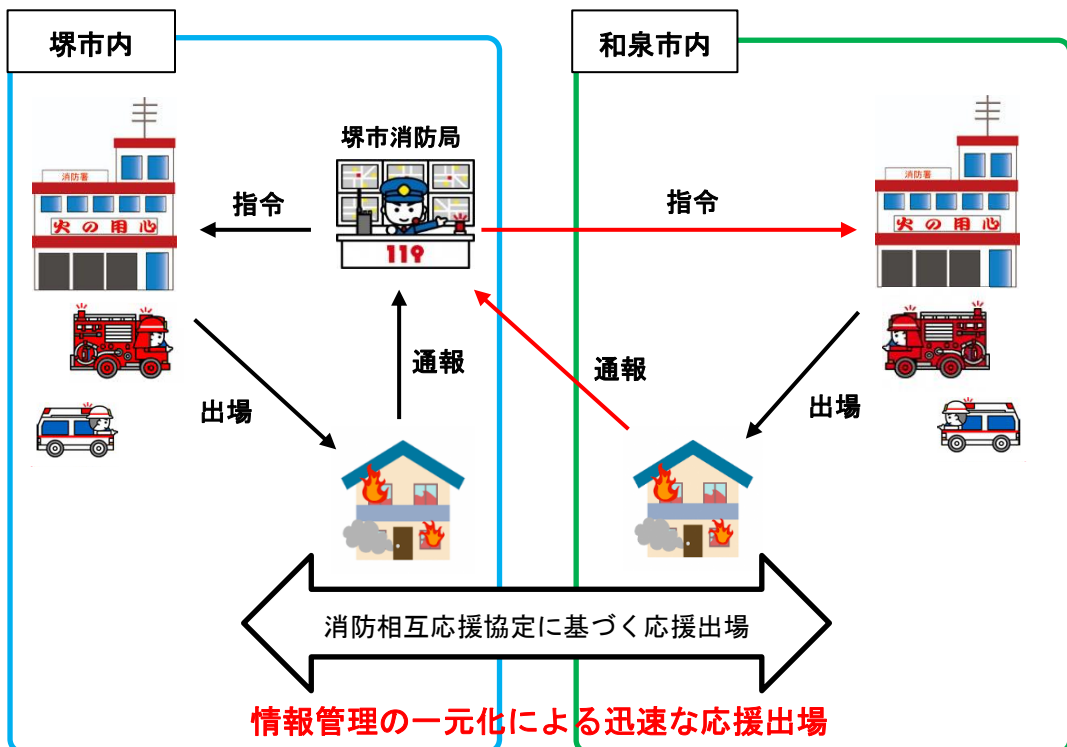 堺市内
和泉市内
堺市消防局
消防署
火の用心
指令
119
指令
消防署
火の用心
通報
通報
出場
出場
消防相互応援協定に基づく応援出場
情報管理の一元化による迅速な応援出場